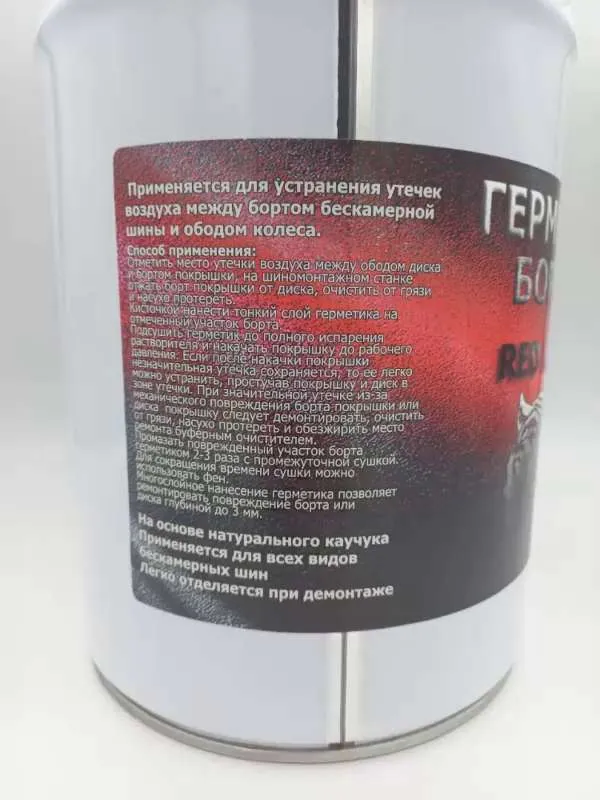 Применяется для устранения утечек
воздуха между бортом бескамерной
шины и ободом колеса.
Способ применения:
Отметить место утечки воздуха между ободом диска
и бортом покрышки, на шиномонтажном станке
отжать борт покрышки от диска, очистить от грязи
и насухо протереть.
Кисточкой нанести тонкий слой герметика на
отмеченный участок борта.
Подсушить герметик до полного испарения
растворителя и накачать покрышку до рабочего
давления. Если после накачки покрышки
незначительная утечка сохраняется, то ее легко
можно устранить, простучав покрышку и диск в
зоне утечки. При значительной утечке из-за
механического повреждения борта покрышки или
диска покрышку следует демонтировать, очистить
от грязи, насухо протереть и обезжирить место
ремонта буферным очистителем.
Промазать поврежденный участок борта
герметиком 2-3 раза с промежуточной сушкой.
Для сокращения времени сушки можно
использовать фен.
Многослойное нанесение герметика позволяет
ремонтировать повреждение борта или
диска глубиной до 3 мм.
На основе натурального каучука
Применяется для всех видов
бескамерных шин
Легко отделяется при демонтаже
ГЕРМ
БО
RED